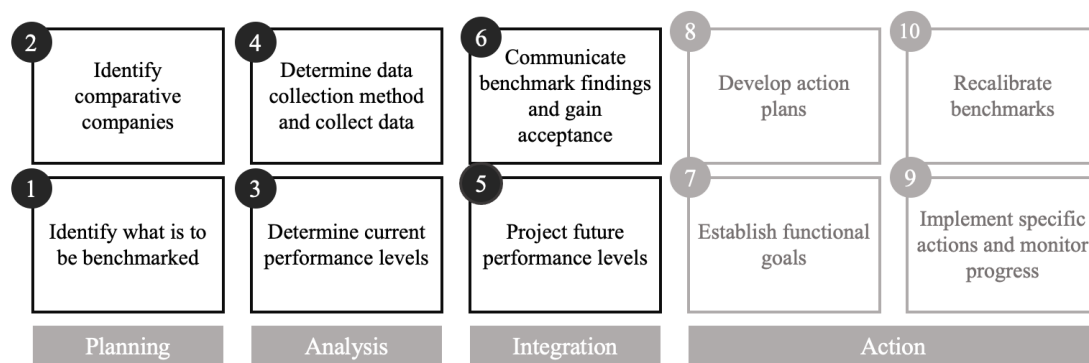 2
Identify
comparative
companies
4
Determine data
collection method
and collect data
6
Communicate
benchmark findings
and gain
acceptance
8
Develop action
plans
10
Recalibrate
benchmarks
1
Identify what is to
be benchmarked
3
Determine current
performance levels
5
Project future
performance levels
7
Establish functional
goals
9
Implement specific
actions and monitor
progress
Planning
Analysis
Integration
Action